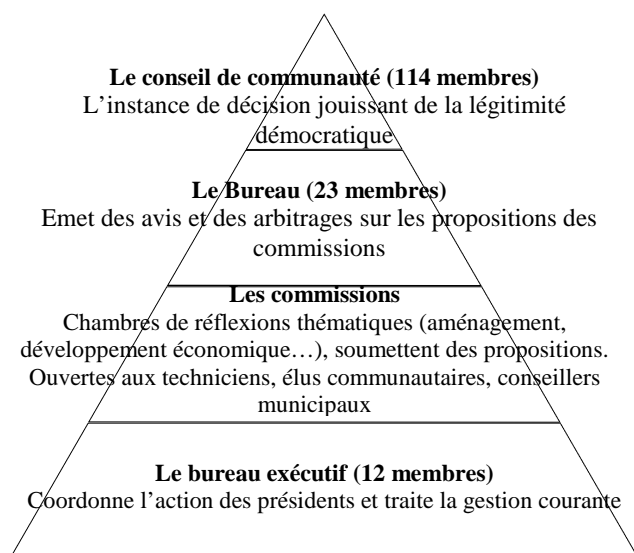 Le conseil de communauté (114 membres)
L’instance de décision jouissant de la légitimité
démocratique
Le Bureau (23 membres)
Emet des avis et des arbitrages sur les propositions des
commissions
Les commissions
Chambres de réflexions thématiques (aménagement,
développement économique…), soumettent des propositions.
Ouvertes aux techniciens, élus communautaires, conseillers
municipaux
Le bureau exécutif (12 membres)
Coordonne l’action des présidents et traite la gestion courante